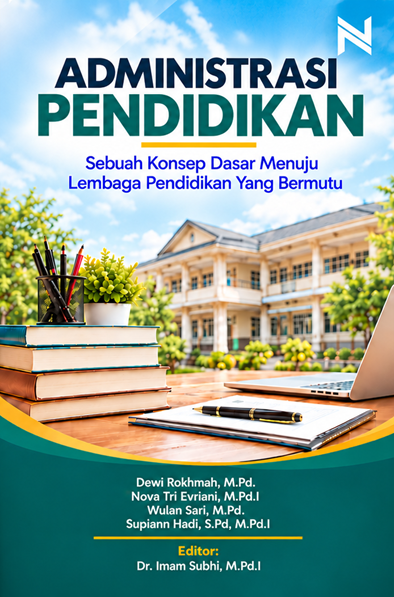 N
ADMINISTRASI
PENDIDIKAN
Sebuah Konsep Dasar Menuju
Lembaga Pendidikan Yang Bermutu
Dewi Rokhmah, M.Pd.
Nova Tri Evriani, M.Pd.I
Wulan Sari, M.Pd.
Supiann Hadi, S.Pd, M.Pd.I
Editor:
Dr. Imam Subhi, M.Pd.I